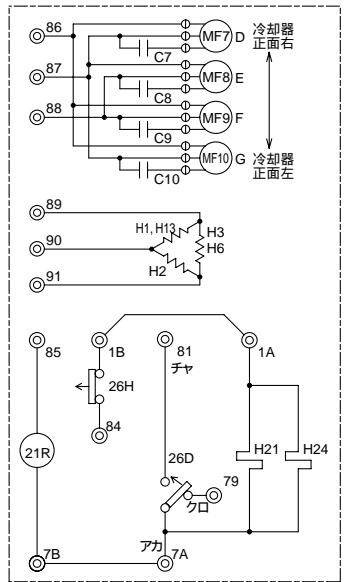 86
MF7 D 冷却器
正面右
C7
87
MF8 E
C8
88
MF9 F
C9
MF10 G 冷却器
正面左
C10
89
H1, H13 H3
90
H6
H2
91
85 1B 81 1A
チャ
26H
84
21R
26D
H21 H24
79
クロ
アカ
7B 7A